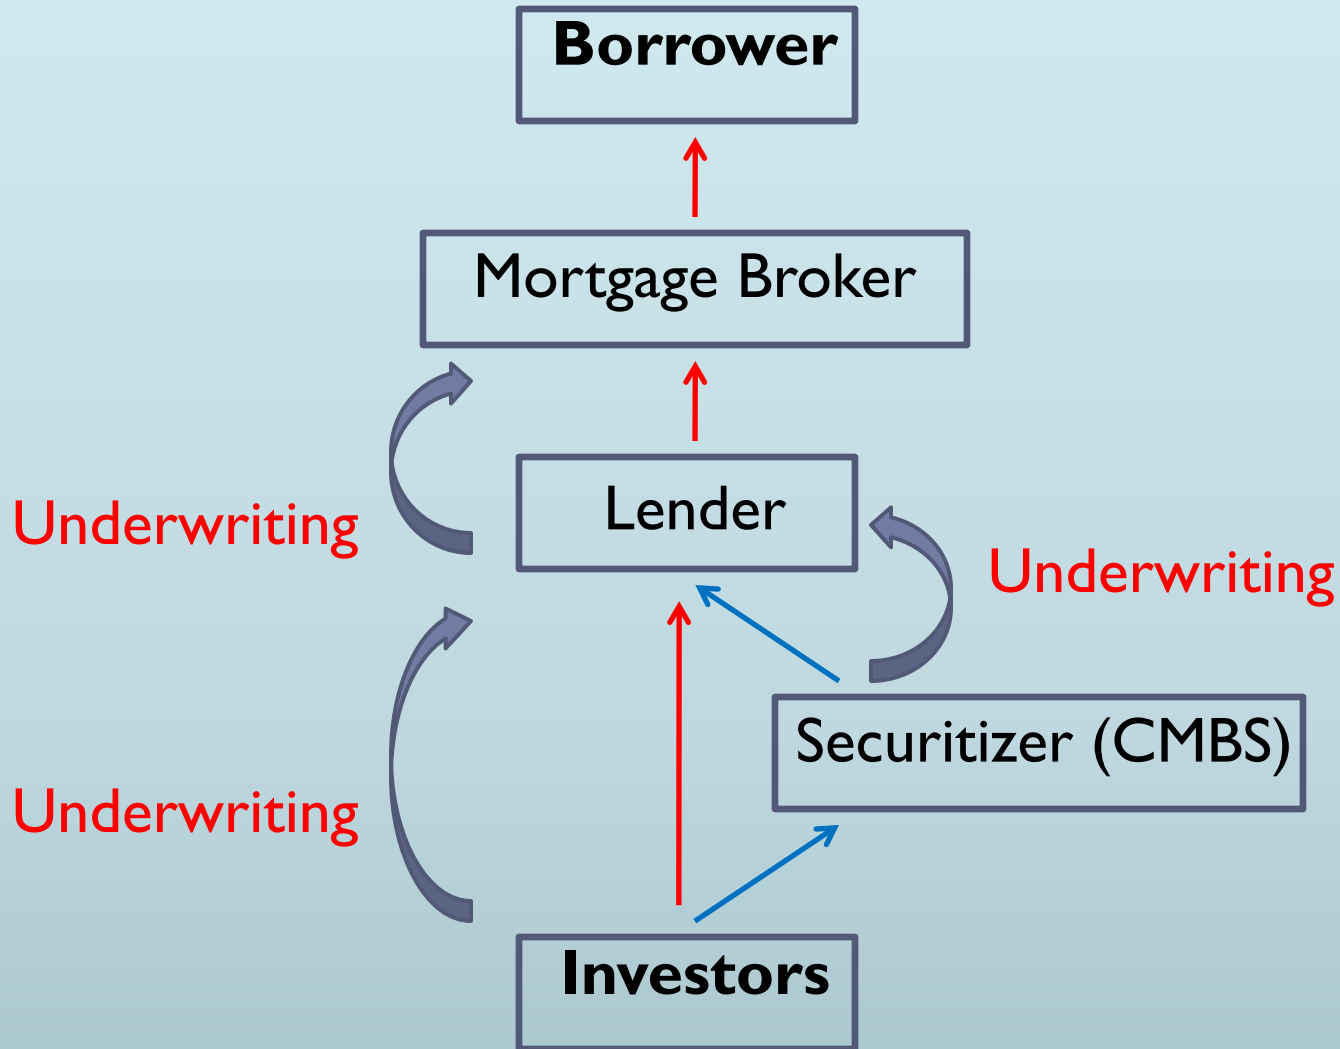 Borrower
Mortgage Broker
Underwriting
Lender
Underwriting
Securitizer (CMBS)
Underwriting
Investors